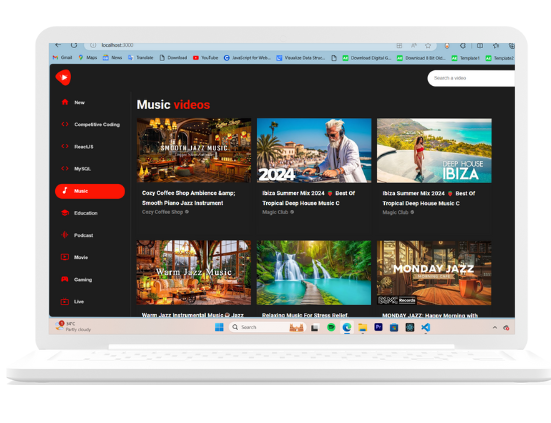 localhost:3000
Gmail
Maps
News
Translate
Download
YouTube
JavaScript for Web...
Visualize Data Struc...
Download Digital G...
Download 8 Bit Old...
Template1
Template
Search a video
New
Competitive Coding
ReactJS
MySQL
Music
Education
Podcast
Movie
Gaming
Live
Music videos
SMOOTH JAZZ MUSIC
Cozy Coffee Shop Ambience &amp;
Smooth Piano Jazz Instrument
Cozy Coffee Shop
2024
Ibiza Summer Mix 2024 Best Of
Tropical Deep House Music C
Magic Club
DEEP HOUSE
IBIZA
Ibiza Summer Mix 2024 Best Of
Tropical Deep House Music C
Magic Club
Warm Jazz Music
Warm Jazz Instrumental Music Jazz
Relaxing Music For Stress Relief,
MONDAY JAZZ
Records
MONDAY JAZZ: Happy Morning with
34°C
Partly cloudy
Search